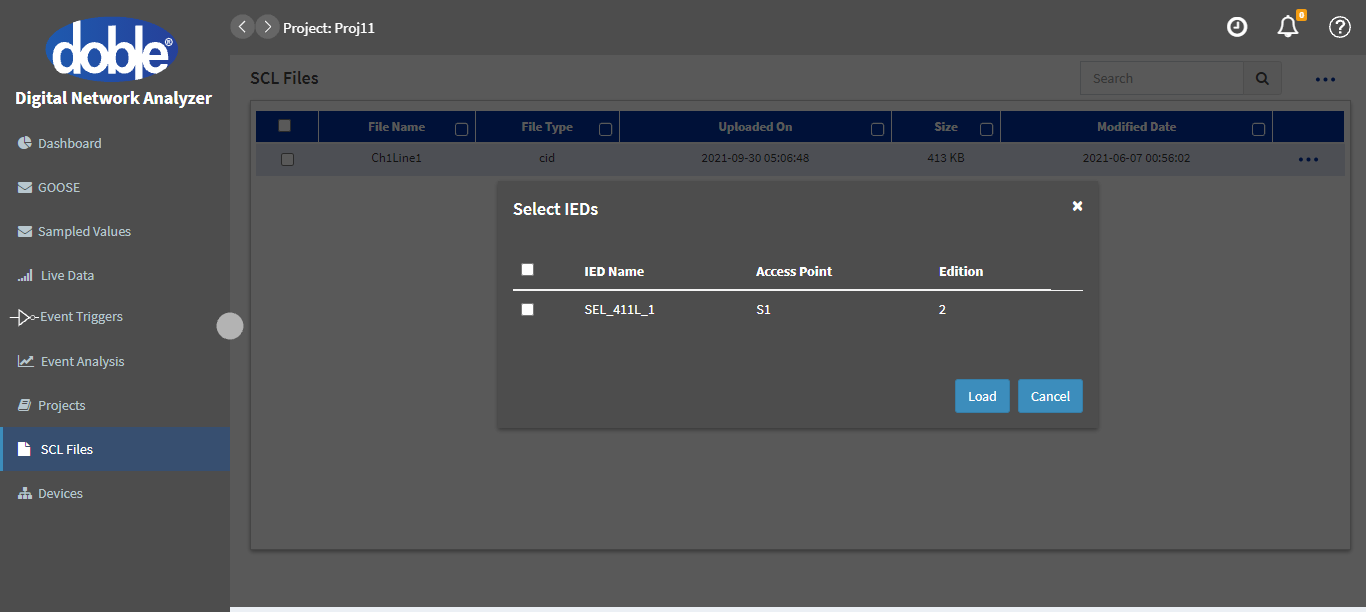 doble®
Digital Network Analyzer
Dashboard
GOOSE
Sampled Values
Live Data
Event Triggers
Event Analysis
Projects
SCL Files
Devices
Project: Proj11
0
SCL Files
Search
File Name File Type Uploaded On Size Modified Date
Ch1Line1 cid 2021-09-30 05:06:48 413 KB 2021-06-07 00:56:02
Select IEDs
IED Name Access Point Edition
SEL_411L_1 S1 2
Load Cancel